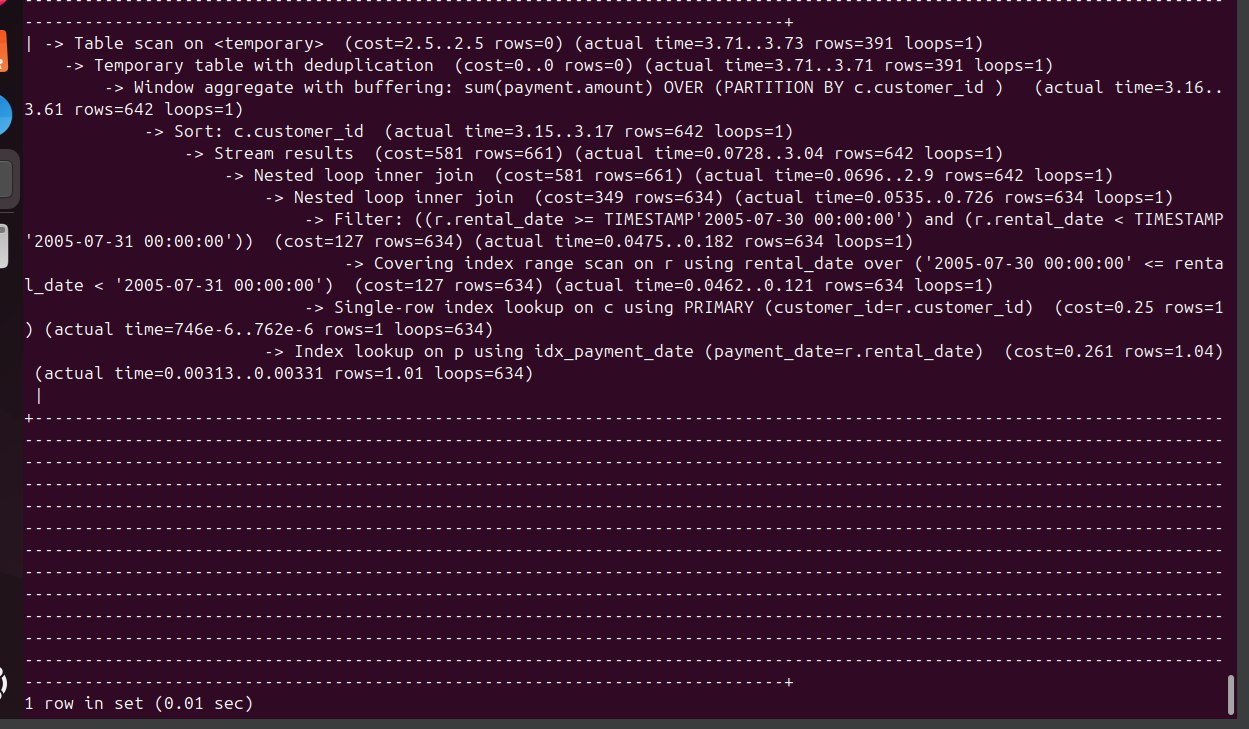 ------------------------------------------------------------------------------------------------------------------------
----------------------------------------------------------------------------+
| -> Table scan on <temporary>  (cost=2.5..2.5 rows=0) (actual time=3.71..3.73 rows=391 loops=1)
    -> Temporary table with deduplication  (cost=0..0 rows=0) (actual time=3.71..3.71 rows=391 loops=1)
        -> Window aggregate with buffering: sum(payment.amount) OVER (PARTITION BY c.customer_id )   (actual time=3.16..
3.61 rows=642 loops=1)
            -> Sort: c.customer_id  (actual time=3.15..3.17 rows=642 loops=1)
                -> Stream results  (cost=581 rows=661) (actual time=0.0728..3.04 rows=642 loops=1)
                    -> Nested loop inner join  (cost=581 rows=661) (actual time=0.0696..2.9 rows=642 loops=1)
                        -> Nested loop inner join  (cost=349 rows=634) (actual time=0.0535..0.726 rows=634 loops=1)
                            -> Filter: ((r.rental_date >= TIMESTAMP'2005-07-30 00:00:00') and (r.rental_date < TIMESTAMP
'2005-07-31 00:00:00'))  (cost=127 rows=634) (actual time=0.0475..0.182 rows=634 loops=1)
                                -> Covering index range scan on r using rental_date over ('2005-07-30 00:00:00' <= renta
l_date < '2005-07-31 00:00:00')  (cost=127 rows=634) (actual time=0.0462..0.121 rows=634 loops=1)
                            -> Single-row index lookup on c using PRIMARY (customer_id=r.customer_id)  (cost=0.25 rows=1
) (actual time=746e-6..762e-6 rows=1 loops=634)
                        -> Index lookup on p using idx_payment_date (payment_date=r.rental_date)  (cost=0.261 rows=1.04)
 (actual time=0.00313..0.00331 rows=1.01 loops=634)
 |
+-----------------------------------------------------------------------------------------------------------------------
------------------------------------------------------------------------------------------------------------------------
------------------------------------------------------------------------------------------------------------------------
------------------------------------------------------------------------------------------------------------------------
------------------------------------------------------------------------------------------------------------------------
------------------------------------------------------------------------------------------------------------------------
------------------------------------------------------------------------------------------------------------------------
------------------------------------------------------------------------------------------------------------------------
------------------------------------------------------------------------------------------------------------------------
------------------------------------------------------------------------------------------------------------------------
------------------------------------------------------------------------------------------------------------------------
------------------------------------------------------------------------------------------------------------------------
----------------------------------------------------------------------------+
1 row in set (0.01 sec)